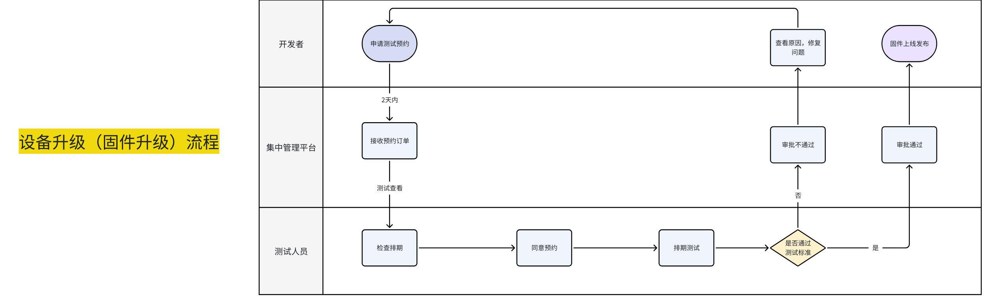 设备升级（固件升级）流程
开发者
申请测试预约
查看原因，修复
问题
固件上线发布
2天内
集中管理平台
接收预约订单
审批不通过
审批通过
测试查看
否
测试人员
检查排期
同意预约
排期测试
是否通过
测试标准
是